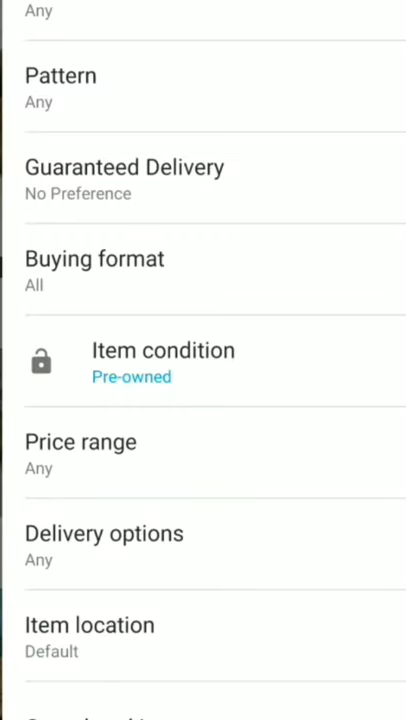 Any
Pattern
Any
Guaranteed Delivery
No Preference
Buying format
All
Item condition
Pre-owned
Price range
Any
Delivery options
Any
Item location
Default